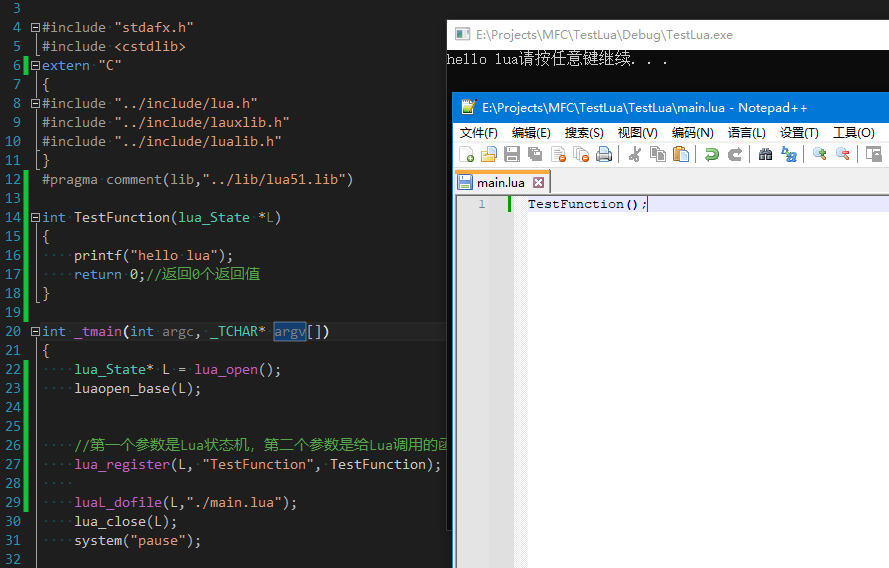 3
4 #include "stdafx.h"
5 #include <cstdlib>
6 extern "C"
7 {
8 #include "../include/lua.h"
9 #include "../include/lauxlib.h"
10 #include "../include/lualib.h"
11 }
12 #pragma comment(lib,"../lib/lua51.lib")
13
14 int TestFunction(lua_State *L)
15 {
16 printf("hello lua");
17 return 0;//返回0个返回值
18 }
19
20 int _tmain(int argc, _TCHAR* argv[])
21 {
22 lua_State* L = lua_open();
23 luaopen_base(L);
24
25
26 //第一个参数是Lua状态机，第二个参数是给Lua调用的
27 lua_register(L, "TestFunction", TestFunction);
28
29 luaL_dofile(L,"./main.lua");
30 lua_close(L);
31 system("pause");
32
E:\Projects\MFC\TestLua\Debug\TestLua.exe
hello lua请按任意键继续. . .
E:\Projects\MFC\TestLua\TestLua\main.lua - Notepad++
文件(F) 编辑(E) 搜索(S) 视图(V) 编码(N) 语言(L) 设置(T) 工具(O)
main.lua
1 TestFunction();